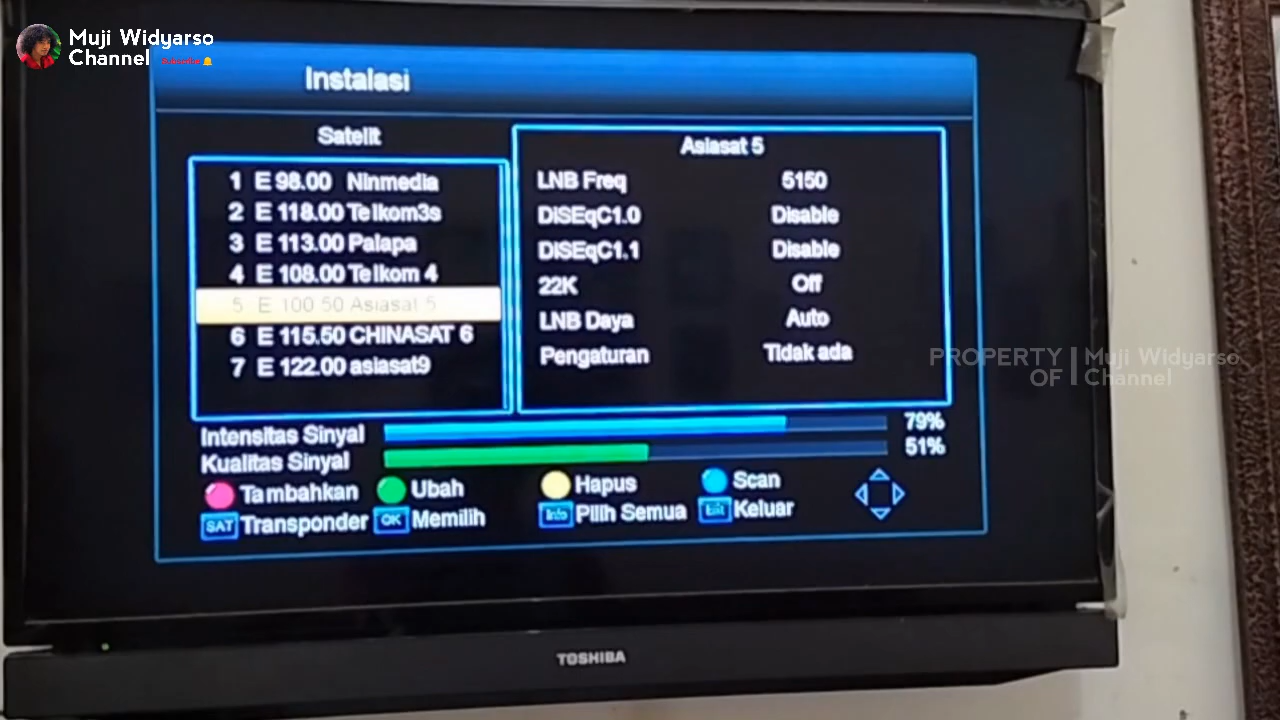 Muji Widyarso
Channel
Subscribe
Instalasi
Satelit
1 E 98.00 Ninmedia
2 E 118.00 Telkom3s
3 E 113.00 Palapa
4 E 108.00 Telkom 4
5 E 100 50 Asiasat 5
6 E 115.50 CHINASAT 6
7 E 122.00 asiasat9
Asiasat 5
LNB Freq 5150
DiSEqC1.0 Disable
DiSEqC1.1 Disable
22K Off
LNB Daya Auto
Pengaturan Tidak ada
PROPERTY OF
Muji Widyarso
Channel
Intensitas Sinyal 79%
Kualitas Sinyal 51%
Tambahkan Ubah Hapus Scan
SAT Transponder OK Memilih Info Pilih Semua Exit Keluar
TOSHIBA